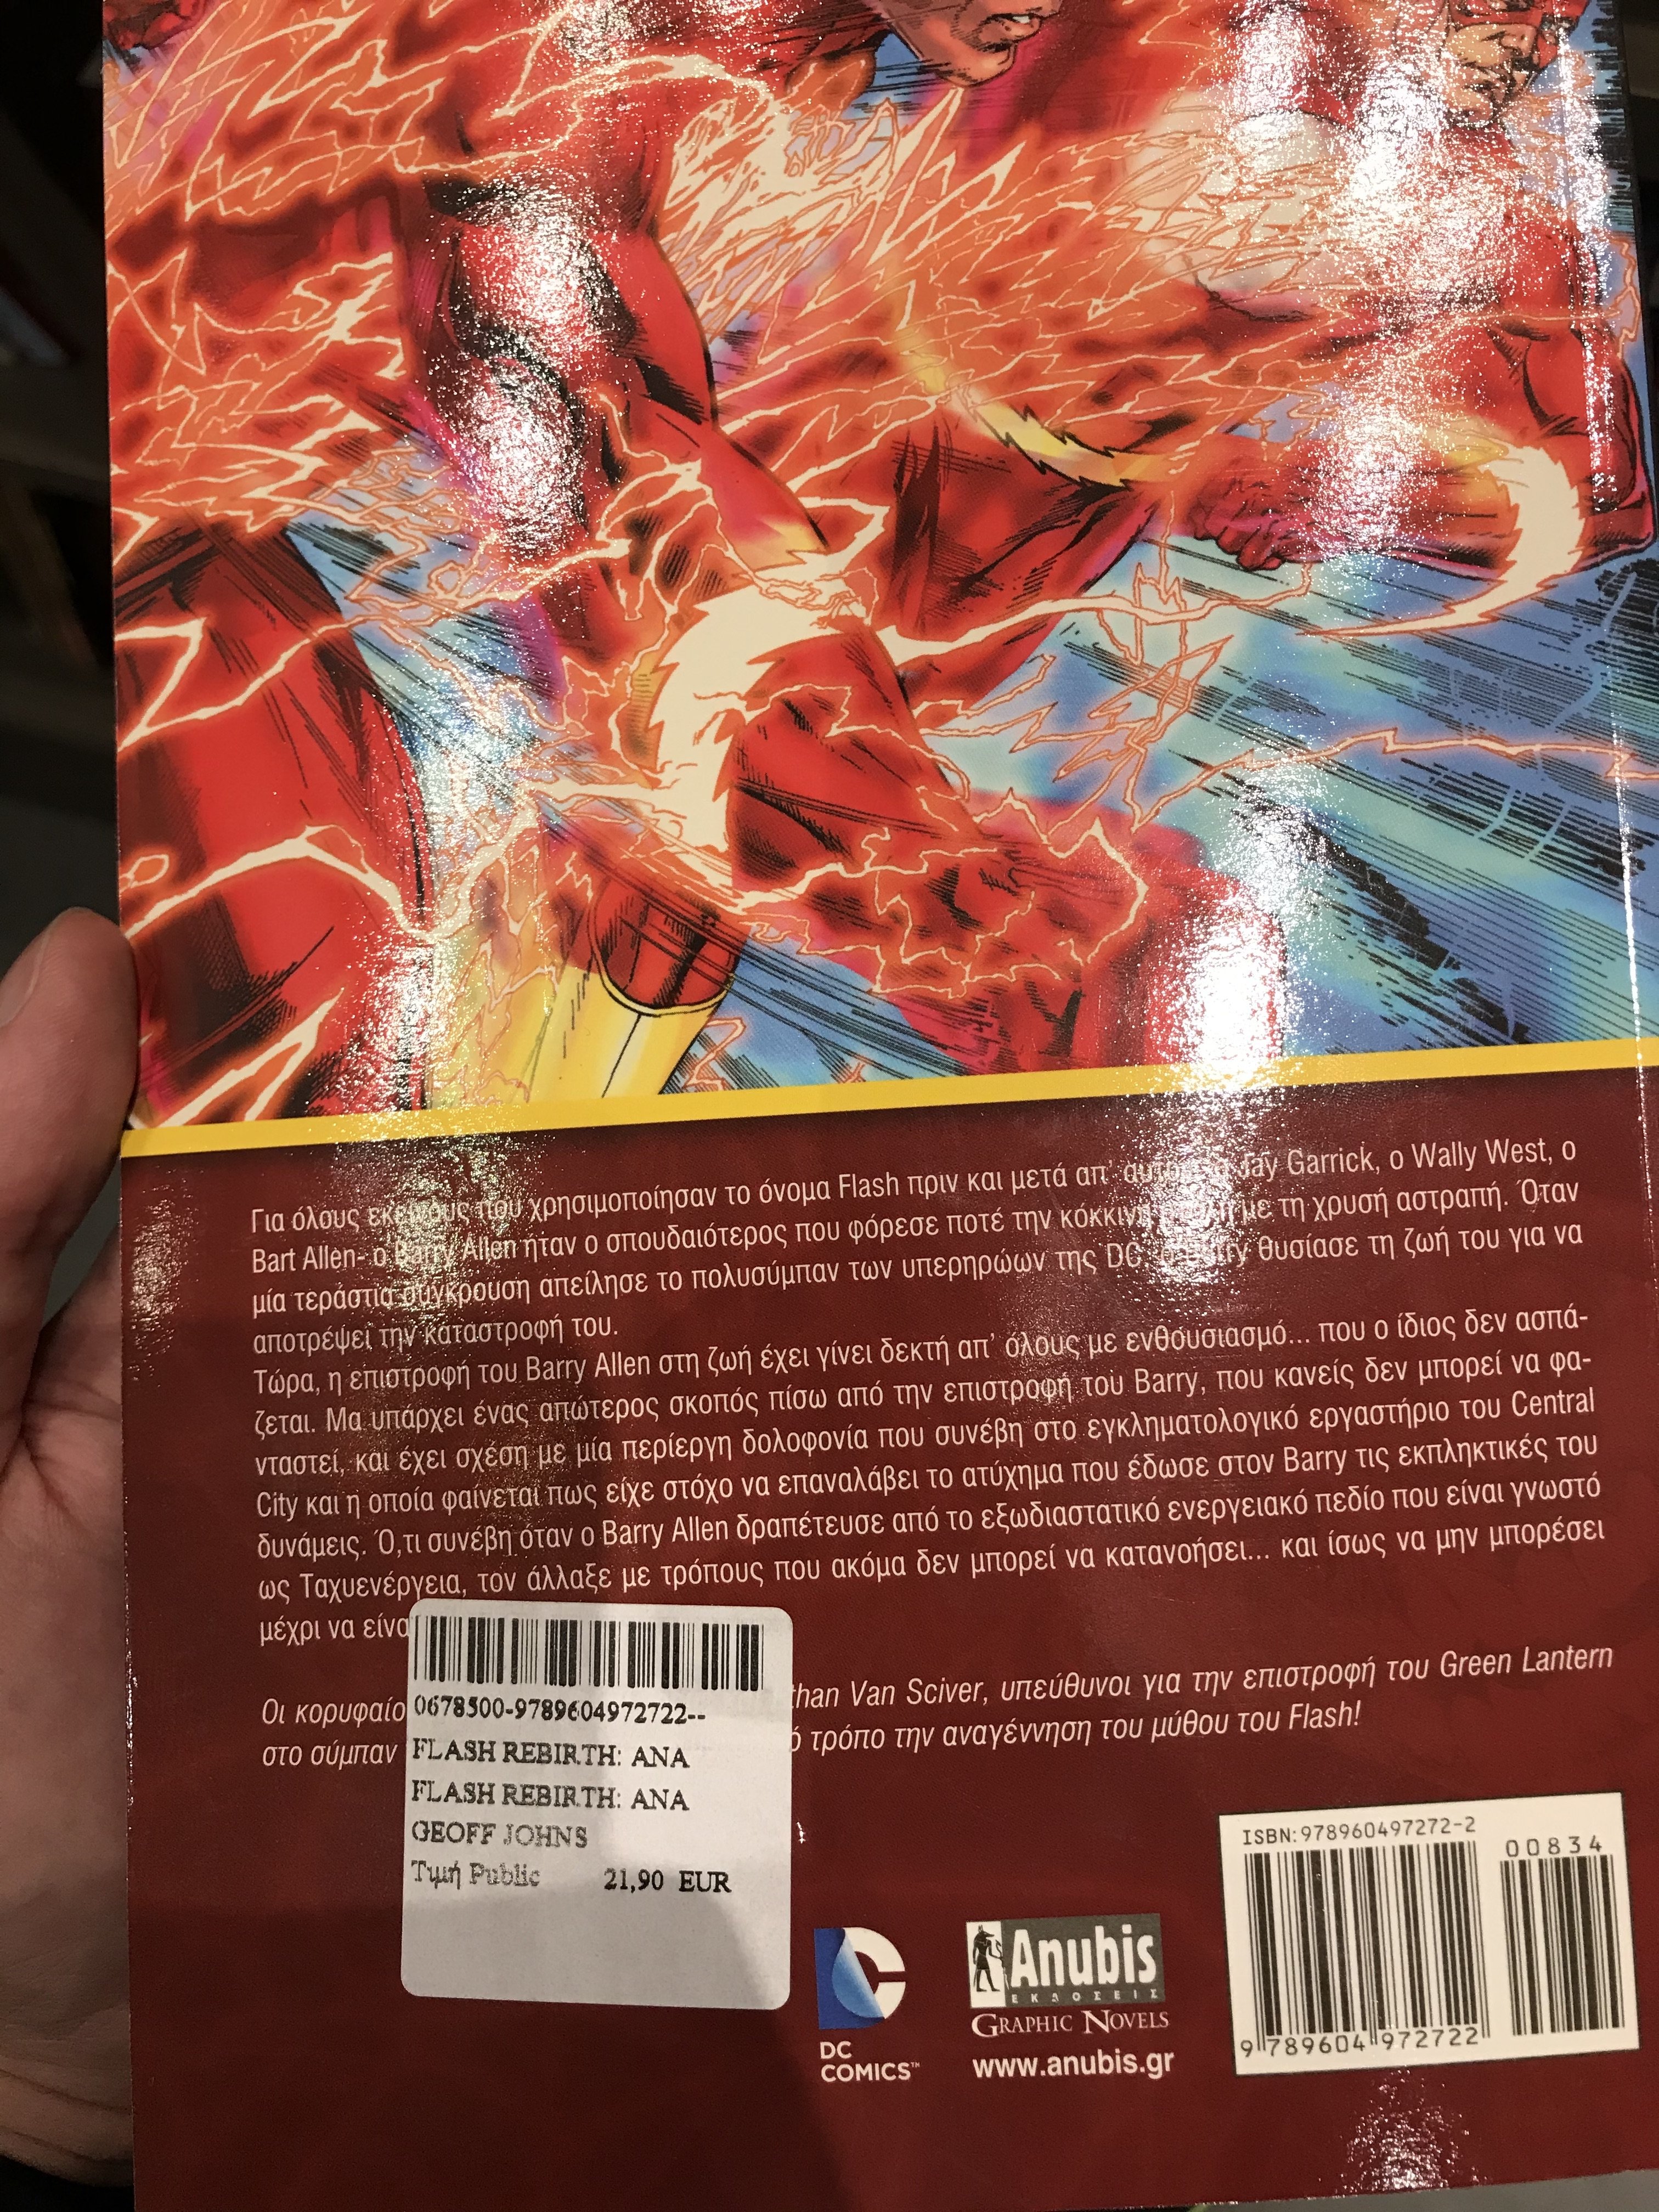 Για όλους εκείνους που χρησιμοποίησαν το όνομα Flash πριν και μετά απ' Jay Garrick, ο Wally West, ο
Bart Allen- ο Barry Allen ήταν ο σπουδαιότερος που φόρεσε ποτέ την κόκκινη με τη χρυσή αστραπή. Όταν
μία τεράστια σύγκρουση απείλησε το πολυσύμπαν των υπερηρώων της DC, ο Barry θυσίασε τη ζωή του για να
αποτρέψει την καταστροφή του.
Τώρα, η επιστροφή του Barry Allen στη ζωή έχει γίνει δεκτή απ' όλους με ενθουσιασμό... που ο ίδιος δεν ασπά-
ζεται. Μα υπάρχει ένας απώτερος σκοπός πίσω από την επιστροφή του Barry, που κανείς δεν μπορεί να φα-
νταστεί, και έχει σχέση με μία περίεργη δολοφονία που συνέβη στο εγκληματολογικό εργαστήριο του Central
City και η οποία φαίνεται πως είχε στόχο να επαναλάβει το ατύχημα που έδωσε στον Barry τις εκπληκτικές του
δυνάμεις. Ό,τι συνέβη όταν ο Barry Allen δραπέτευσε από το εξωδιαστατικό ενεργειακό πεδίο που είναι γνωστό
ως Ταχυενέργεια, τον άλλαξε με τρόπους που ακόμα δεν μπορεί να κατανοήσει... και ίσως να μην μπορέσει
μέχρι να
Οι Van Sciver, υπεύθυνοι για την επιστροφή του Green Lantern
στο σύμπαν τρόπο την αναγέννηση του μύθου του Flash!
0678500-9789604972722--
FLASH REBIRTH: ANA
FLASH REBIRTH: ANA
GEOFF JOHNS
Τιμή Public 21,90 EUR
DC
COMICS™
Anubis
ΕΚΔΟΣΕΙΣ
GRAPHIC NOVELS
www.anubis.gr
ISBN:978960497272-2
00834
9 789604 972722